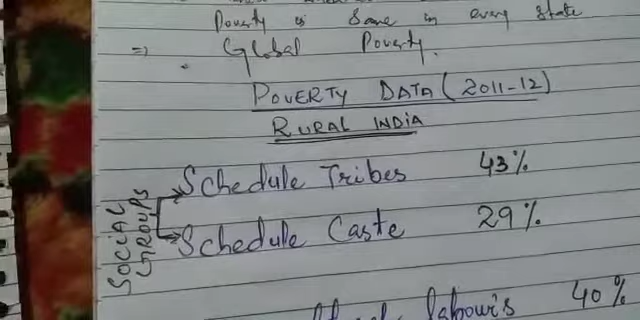 Poverty is same in every state
=> Global Poverty.
POVERTY DATA (2011-12)
RURAL INDIA
SOCIAL GROUPS
Schedule Tribes 43%
Schedule Caste 29%
labours 40%